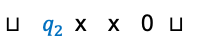 ⊔ q₂ x x 0 ⊔